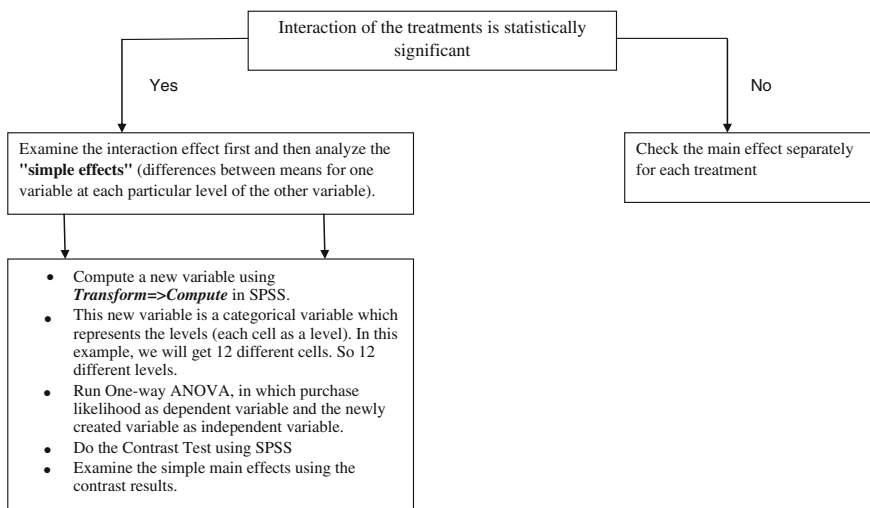 Interaction of the treatments is statistically
significant
Yes
No
Examine the interaction effect first and then analyze the
"simple effects" (differences between means for one
variable at each particular level of the other variable).
Check the main effect separately
for each treatment
• Compute a new variable using
Transform=>Compute in SPSS.
• This new variable is a categorical variable which
represents the levels (each cell as a level). In this
example, we will get 12 different cells. So 12
different levels.
• Run One-way ANOVA, in which purchase
likelihood as dependent variable and the newly
created variable as independent variable.
• Do the Contrast Test using SPSS
• Examine the simple main effects using the
contrast results.